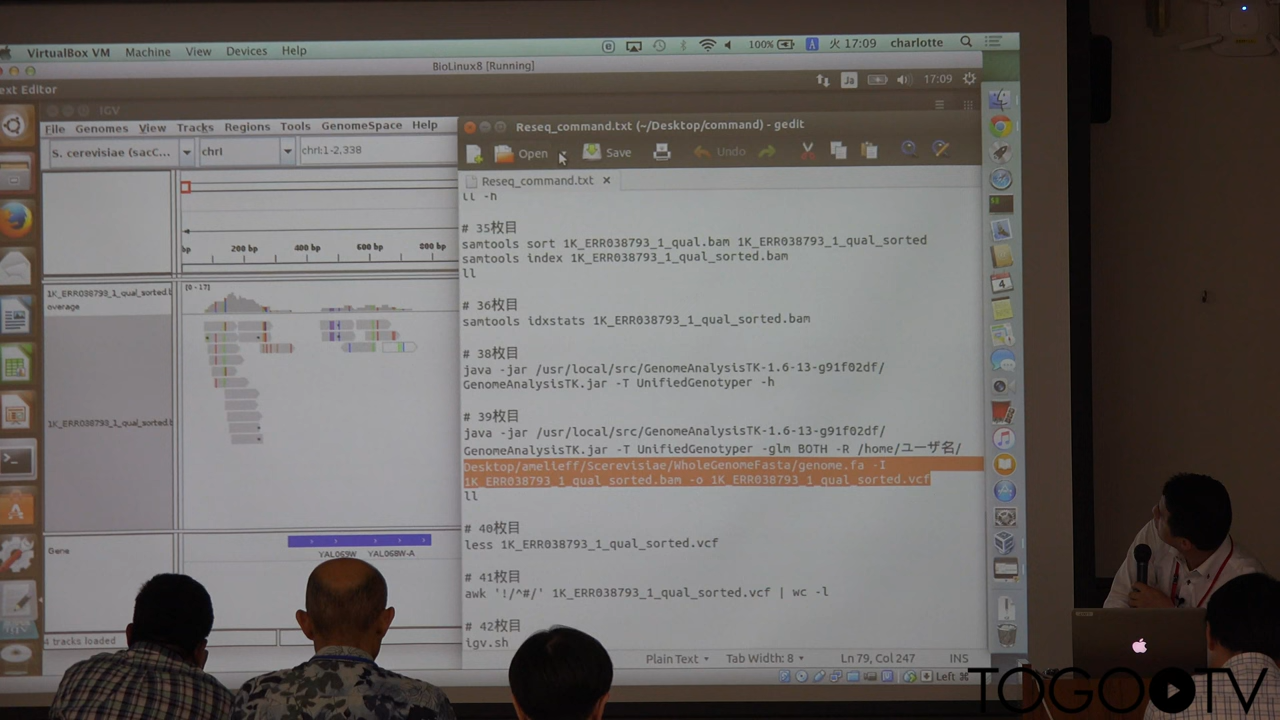 VirtualBox VM Machine View Devices Help
100% A 火 17:09 charlotte
BioLinux8 [Running]
ext Editor
Ja 17:09
IGV
File Genomes View Tracks Regions Tools GenomeSpace Help
S. cerevisiae (sacC...
chrI
chrI:1-2,338
bp 200 bp 400 bp 600 bp 800 bp
1K_ERR038793_1_qual_sorted.b
overage
[0 - 17]
1K_ERR038793_1_qual_sorted.b
Gene
YAL069W YAL068W-A
4 tracks loaded
Reseq_command.txt (~/Desktop/command) - gedit
Open Save Undo
Reseq_command.txt ×
ll -h
# 35枚目
samtools sort 1K_ERR038793_1_qual.bam 1K_ERR038793_1_qual_sorted
samtools index 1K_ERR038793_1_qual_sorted.bam
ll
# 36枚目
samtools idxstats 1K_ERR038793_1_qual_sorted.bam
# 38枚目
java -jar /usr/local/src/GenomeAnalysisTK-1.6-13-g91f02df/
GenomeAnalysisTK.jar -T UnifiedGenotyper -h
# 39枚目
java -jar /usr/local/src/GenomeAnalysisTK-1.6-13-g91f02df/
GenomeAnalysisTK.jar -T UnifiedGenotyper -glm BOTH -R /home/ユーザ名/
Desktop/amelieff/Scerevisiae/WholeGenomeFasta/genome.fa -I
1K_ERR038793_1_qual_sorted.bam -o 1K_ERR038793_1_qual_sorted.vcf
ll
# 40枚目
less 1K_ERR038793_1_qual_sorted.vcf
# 41枚目
awk '!/^#/' 1K_ERR038793_1_qual_sorted.vcf | wc -l
# 42枚目
igv.sh
Plain Text Tab Width: 8 Ln 79, Col 247 INS
Left ⌘
4
TOGO TV